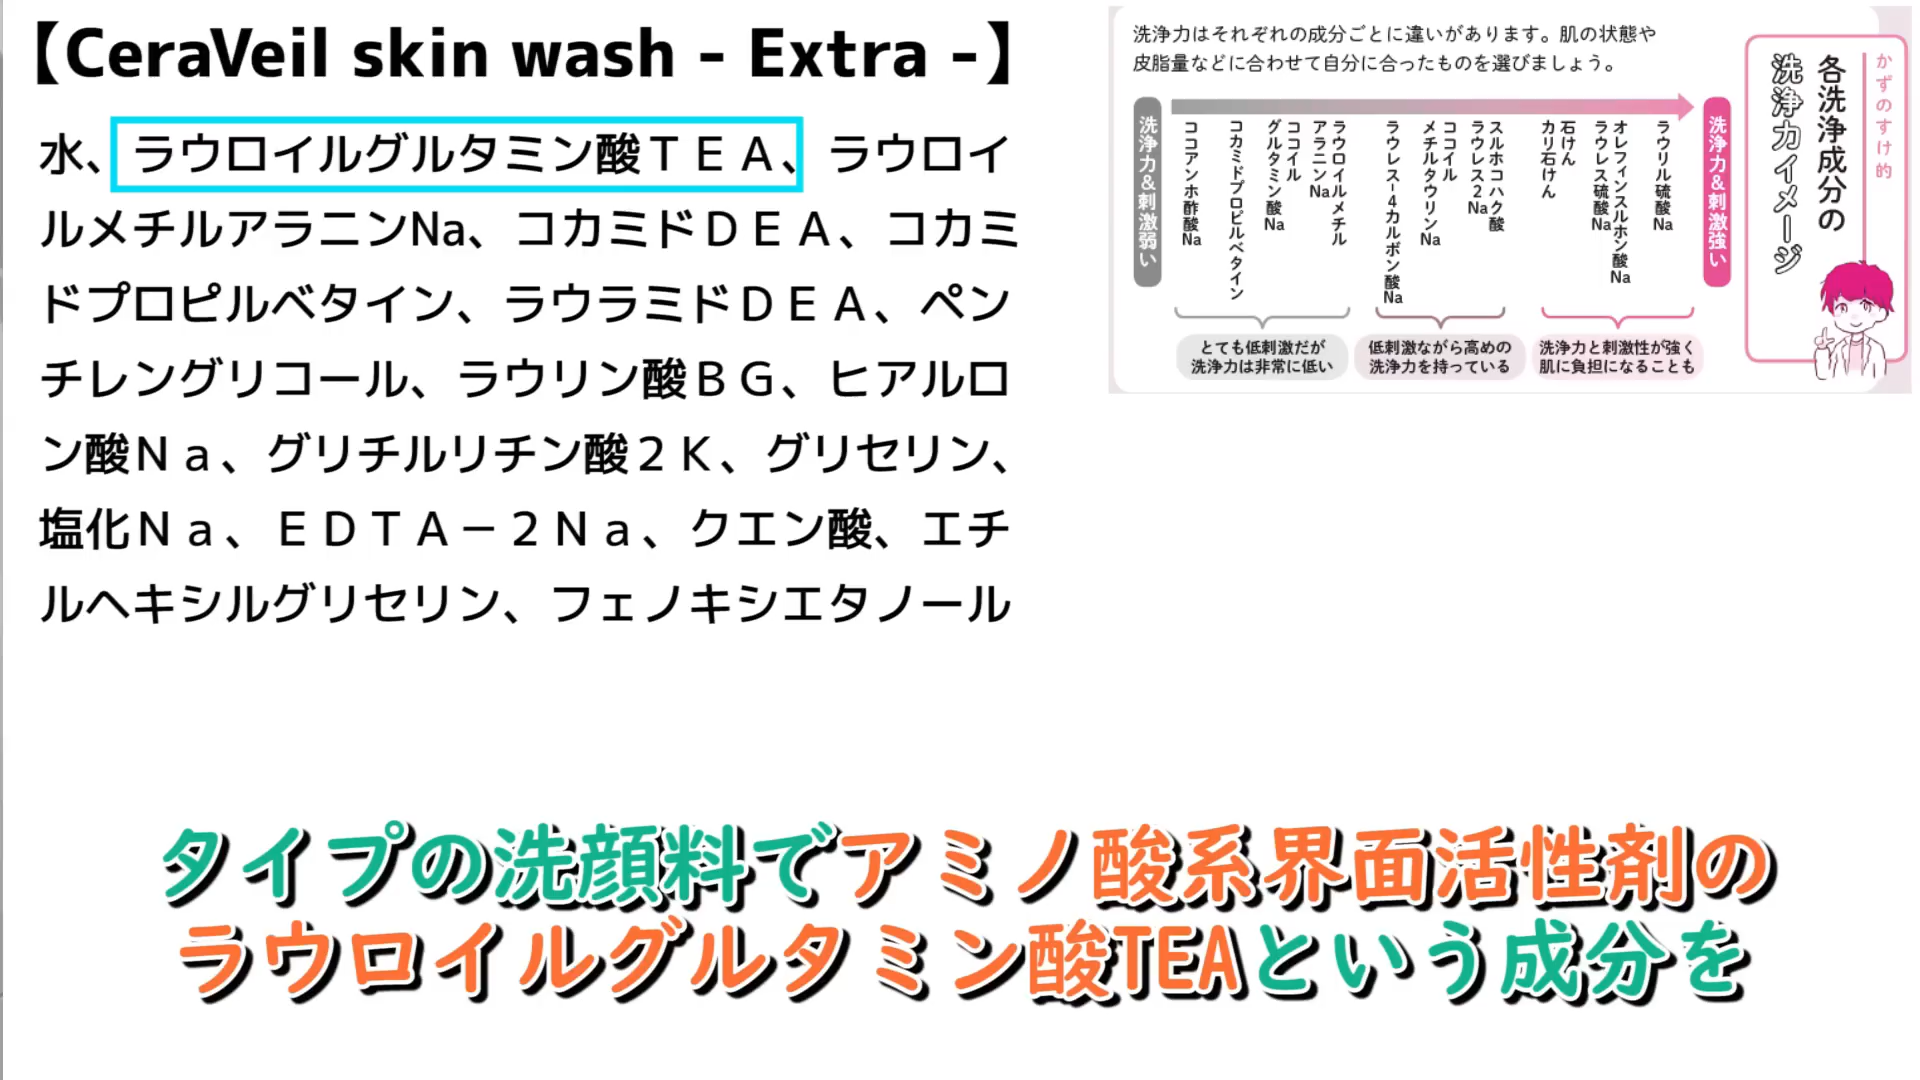 【CeraVeil skin wash - Extra -】
水、ラウロイルグルタミン酸ＴＥＡ、ラウロイ
ルメチルアラニンNa、コカミドＤＥＡ、コカミ
ドプロピルベタイン、ラウラミドＤＥＡ、ペン
チレングリコール、ラウリン酸ＢＧ、ヒアルロ
ン酸Ｎａ、グリチルリチン酸２Ｋ、グリセリン、
塩化Ｎａ、ＥＤＴＡ－２Ｎａ、クエン酸、エチ
ルヘキシルグリセリン、フェノキシエタノール
洗浄力はそれぞれの成分ごとに違いがあります。肌の状態や
皮脂量などに合わせて自分に合ったものを選びましょう。
かずのすけ的
各洗浄成分の
洗浄力イメージ
洗浄力&刺激弱い
ココアンホ酢酸Na
コカミドプロピルベタイン
ココイル
グルタミン酸Na
ラウロイルメチル
アラニンNa
ラウレス-4カルボン酸Na
ココイル
メチルタウリンNa
スルホコハク酸
ラウレス2Na
石けん
カリ石けん
オレフィンスルホン酸Na
ラウレス硫酸Na
ラウリル硫酸Na
洗浄力&刺激強い
とても低刺激だが
洗浄力は非常に低い
低刺激ながら高めの
洗浄力を持っている
洗浄力と刺激性が強く
肌に負担になることも
タイプの洗顔料でアミノ酸系界面活性剤の
ラウロイルグルタミン酸TEAという成分を